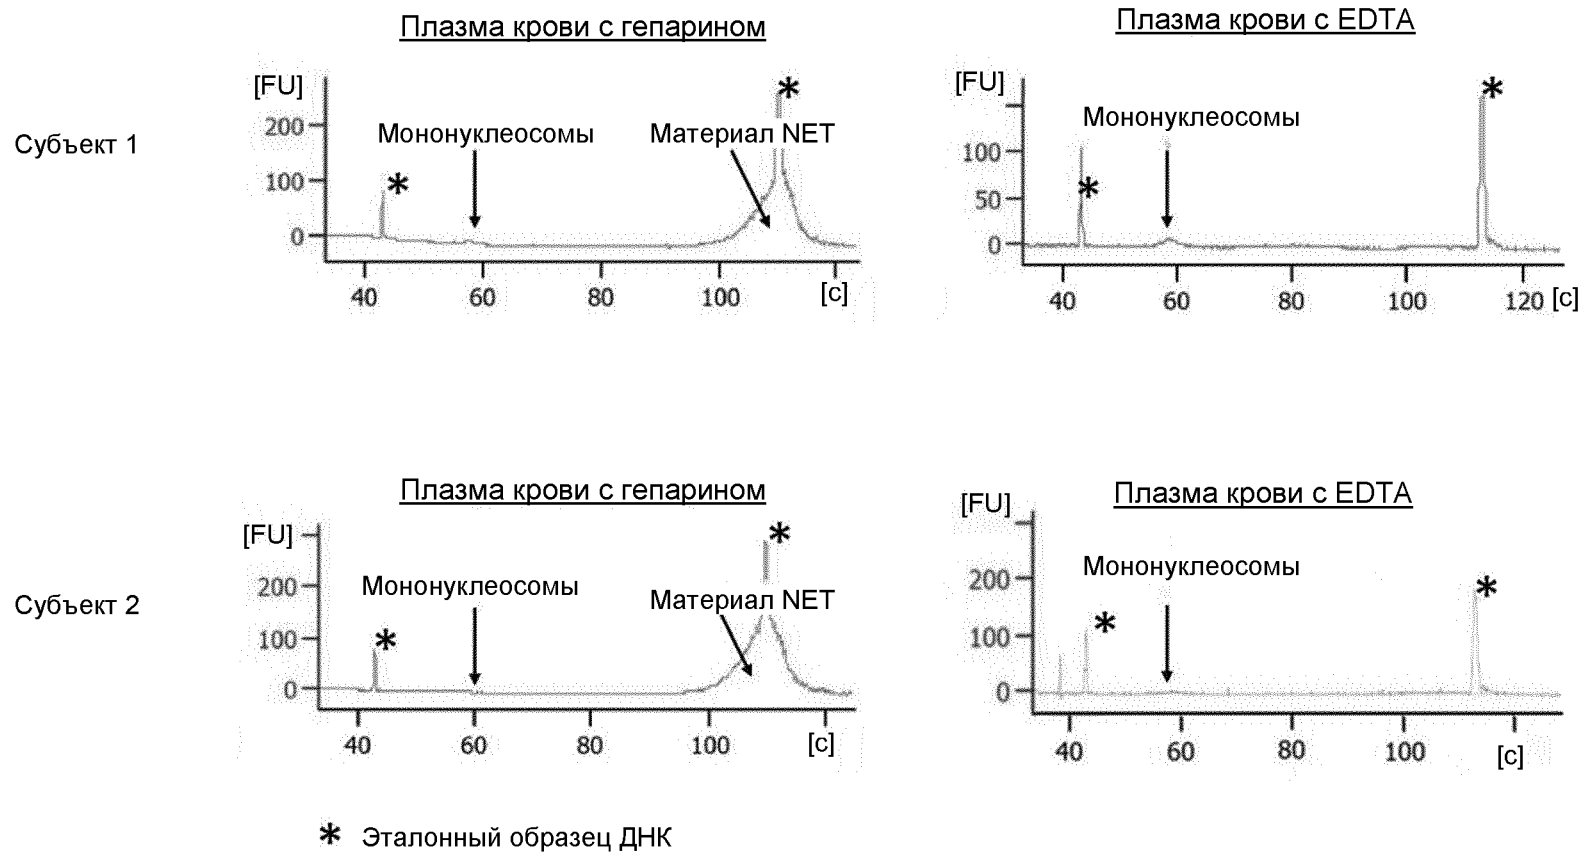 Плазма крови с гепарином
Плазма крови с EDTA
Субъект 1
[FU]
200
100
0
Мононуклеосомы
Материал NET
*
*
40 60 80 100 [с]
[FU]
100
50
0
Мононуклеосомы
*
*
40 60 80 100 120 [с]
Плазма крови с гепарином
Плазма крови с EDTA
Субъект 2
[FU]
200
100
0
Мононуклеосомы
Материал NET
*
*
40 60 80 100 [с]
[FU]
200
100
0
Мононуклеосомы
*
*
40 60 80 100 [с]
* Эталонный образец ДНК